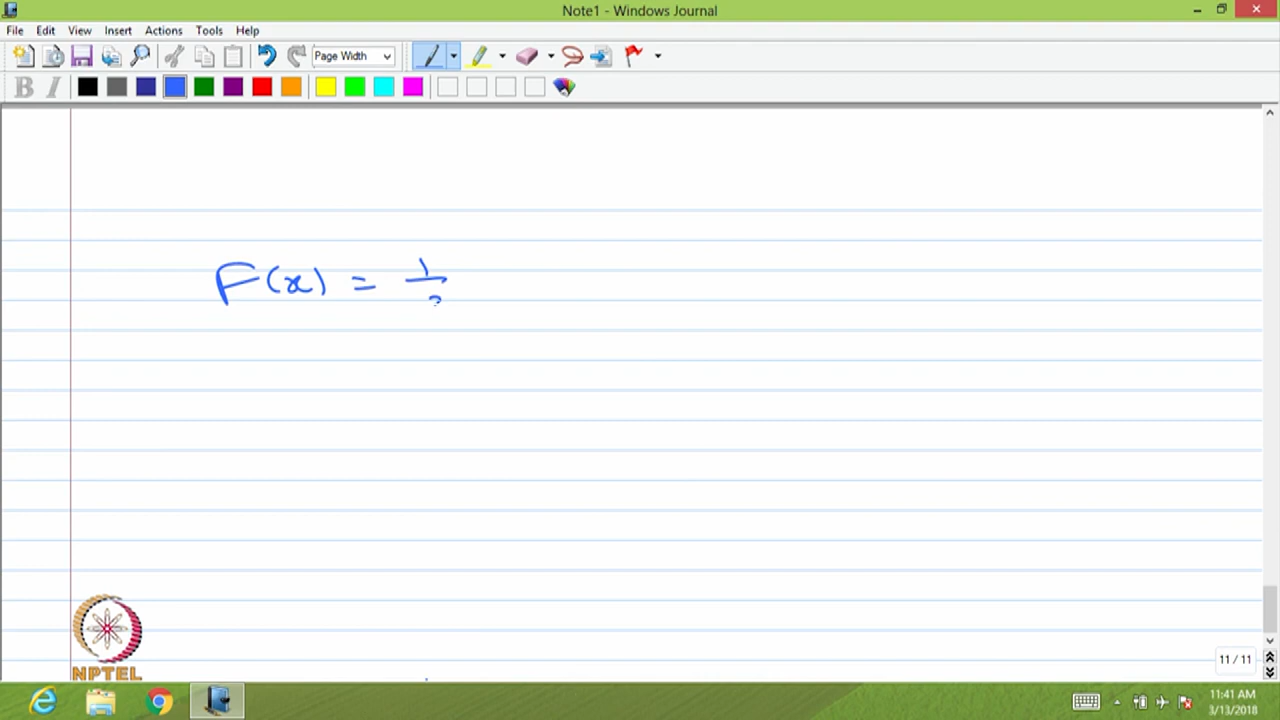 Note1 - Windows Journal
File Edit View Insert Actions Tools Help
Page Width
B I
F(x) = 1/
NPTEL
11 / 11
11:41 AM
3/13/2018